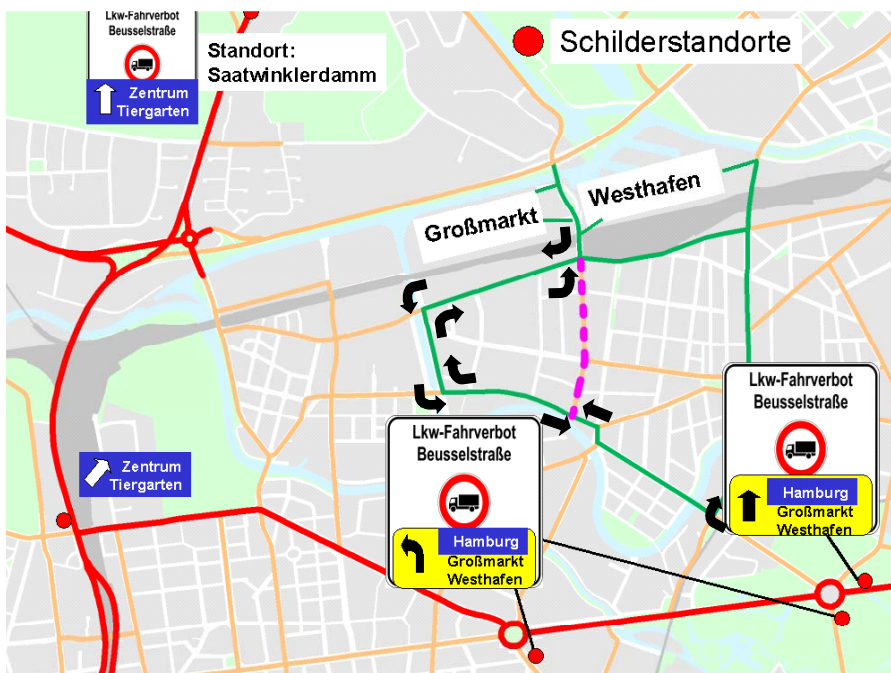 Lkw-Fahrverbot
Beusselstraße
Zentrum
Tiergarten
Standort:
Saatwinklerdamm
Schilderstandorte
Großmarkt
Westhafen
Zentrum
Tiergarten
Lkw-Fahrverbot
Beusselstraße
Hamburg
Großmarkt
Westhafen
Lkw-Fahrverbot
Beusselstraße
Hamburg
Großmarkt
Westhafen